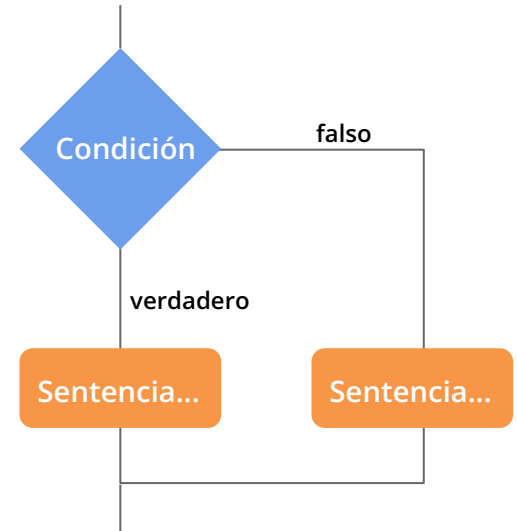 falso
Condición
verdadero
Sentencia...
Sentencia...